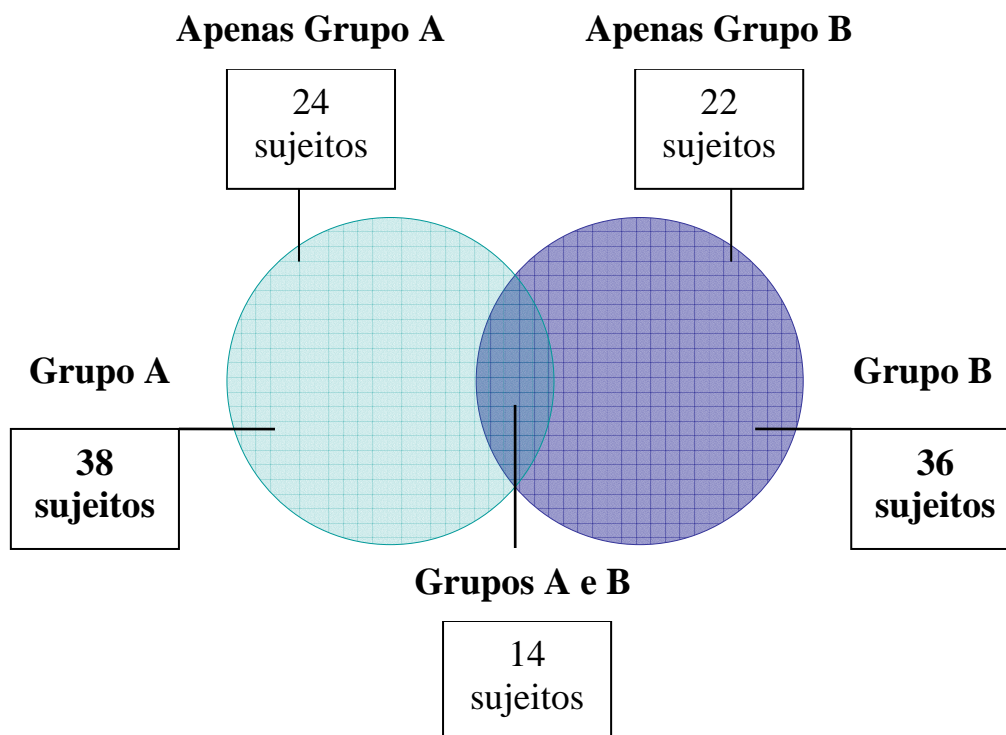 Apenas Grupo A
Apenas Grupo B
24
sujeitos
22
sujeitos
Grupo A
Grupo B
38
sujeitos
36
sujeitos
Grupos A e B
14
sujeitos